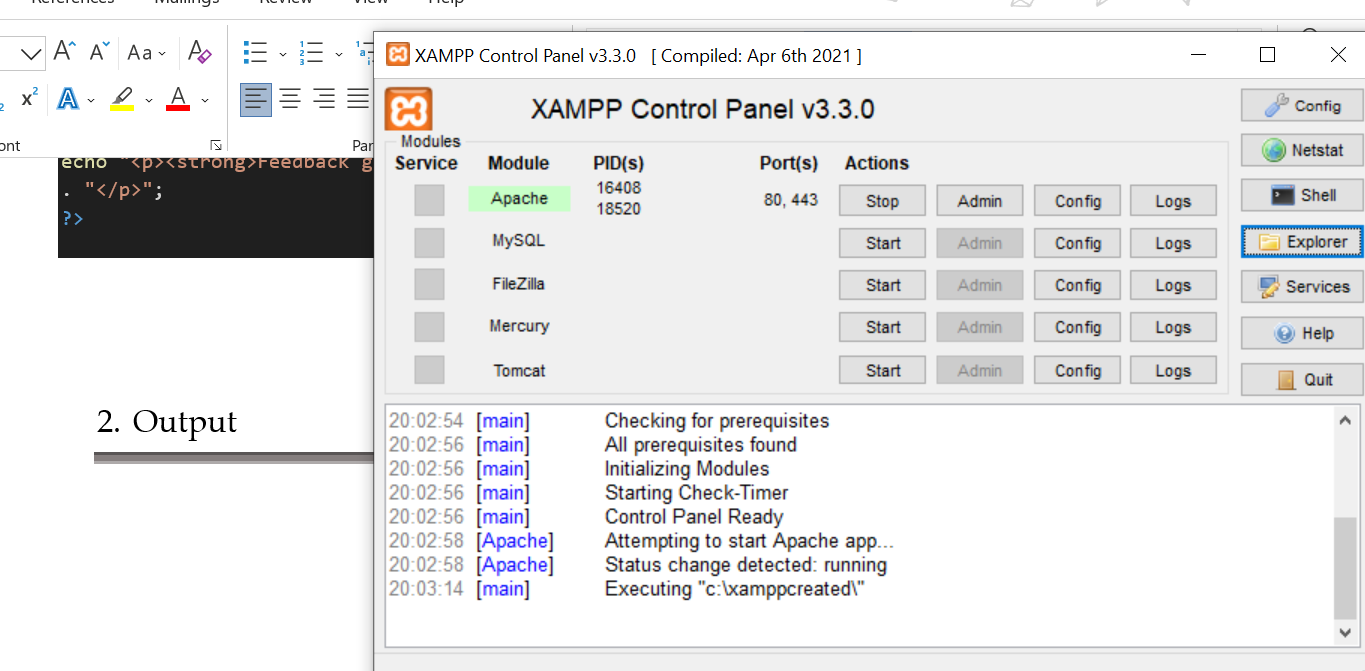 References Mailings Review View Help
Aa
ont
Par
echo "<p><strong>Feedback g
. "</p>";
?>
2. Output
XAMPP Control Panel v3.3.0 [ Compiled: Apr 6th 2021 ]
XAMPP Control Panel v3.3.0
Modules
Service Module PID(s) Port(s) Actions
Apache 16408 18520 80, 443 Stop Admin Config Logs
MySQL Start Admin Config Logs
FileZilla Start Admin Config Logs
Mercury Start Admin Config Logs
Tomcat Start Admin Config Logs
Config
Netstat
Shell
Explorer
Services
Help
Quit
20:02:54 [main] Checking for prerequisites
20:02:56 [main] All prerequisites found
20:02:56 [main] Initializing Modules
20:02:56 [main] Starting Check-Timer
20:02:56 [main] Control Panel Ready
20:02:58 [Apache] Attempting to start Apache app...
20:02:58 [Apache] Status change detected: running
20:03:14 [main] Executing "c:\xamppcreated\"